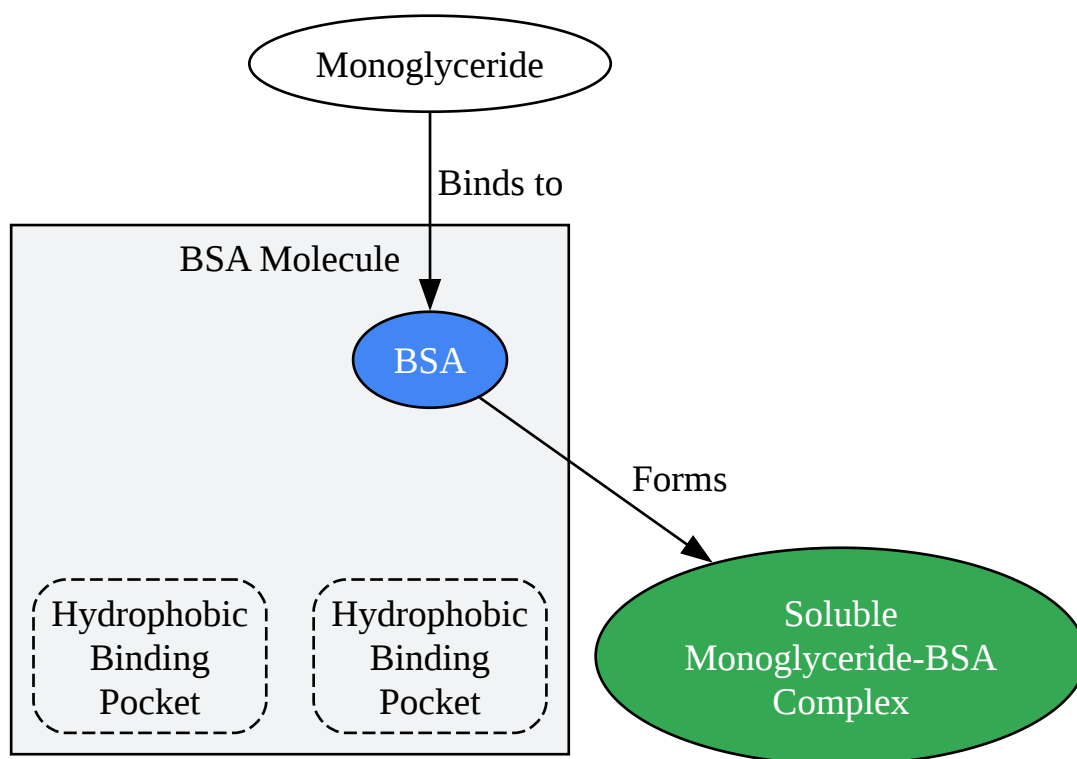 Monoglyceride
Binds to
BSA Molecule
BSA
Forms
Hydrophobic
Binding
Pocket
Hydrophobic
Binding
Pocket
Soluble
Monoglyceride-BSA
Complex